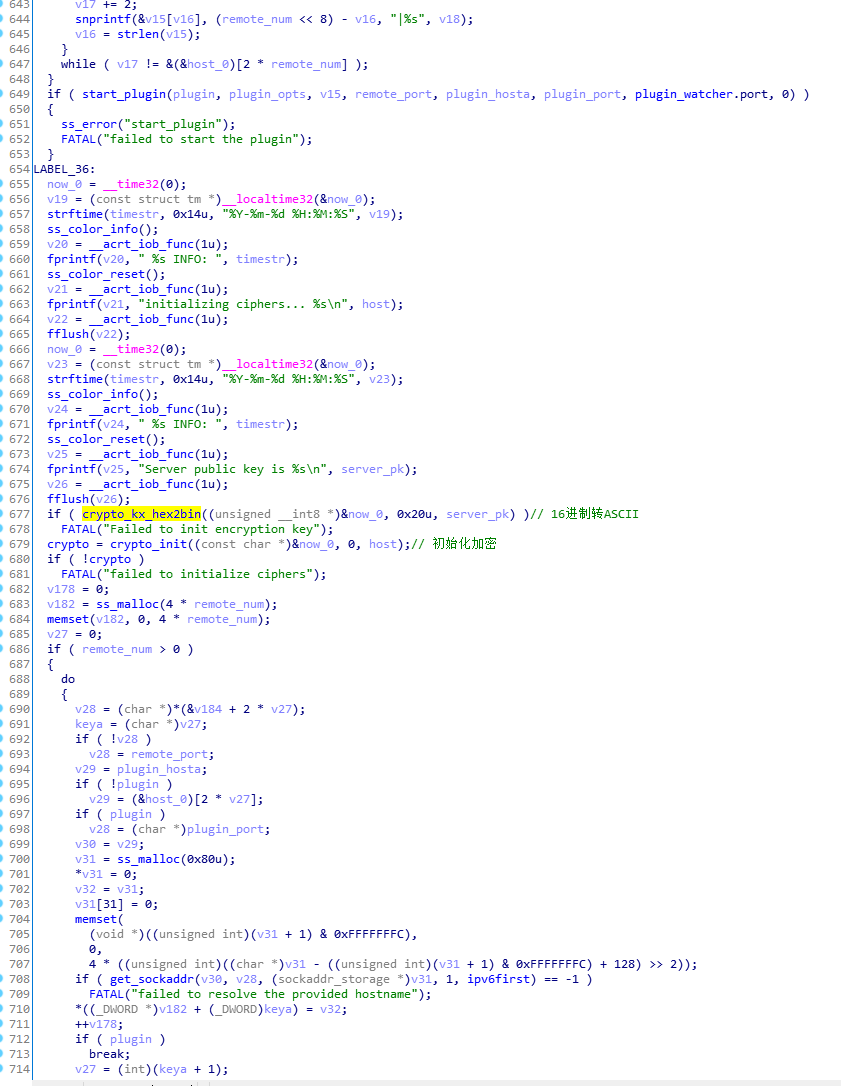 643 v17 += 2;
644 snprintf(&v15[v16], (remote_num << 8) - v16, "|%s", v18);
645 v16 = strlen(v15);
646 }
647 while ( v17 != &(&host_0)[2 * remote_num] );
648 }
649 if ( start_plugin(plugin, plugin_opts, v15, remote_port, plugin_hosta, plugin_port, plugin_watcher.port, 0) )
650 {
651 ss_error("start_plugin");
652 FATAL("failed to start the plugin");
653 }
654 LABEL_36:
655 now_0 = __time32(0);
656 v19 = (const struct tm *)__localtime32(&now_0);
657 strftime(timestr, 0x14u, "%Y-%m-%d %H:%M:%S", v19);
658 ss_color_info();
659 v20 = __acrt_iob_func(1u);
660 fprintf(v20, " %s INFO: ", timestr);
661 ss_color_reset();
662 v21 = __acrt_iob_func(1u);
663 fprintf(v21, "initializing ciphers... %s\n", host);
664 v22 = __acrt_iob_func(1u);
665 fflush(v22);
666 now_0 = __time32(0);
667 v23 = (const struct tm *)__localtime32(&now_0);
668 strftime(timestr, 0x14u, "%Y-%m-%d %H:%M:%S", v23);
669 ss_color_info();
670 v24 = __acrt_iob_func(1u);
671 fprintf(v24, " %s INFO: ", timestr);
672 ss_color_reset();
673 v25 = __acrt_iob_func(1u);
674 fprintf(v25, "Server public key is %s\n", server_pk);
675 v26 = __acrt_iob_func(1u);
676 fflush(v26);
677 if ( crypto_kx_hex2bin((unsigned __int8 *)&now_0, 0x20u, server_pk) )// 16进制转ASCII
678 FATAL("Failed to init encryption key");
679 crypto = crypto_init((const char *)&now_0, 0, host);// 初始化加密
680 if ( !crypto )
681 FATAL("failed to initialize ciphers");
682 v178 = 0;
683 v182 = ss_malloc(4 * remote_num);
684 memset(v182, 0, 4 * remote_num);
685 v27 = 0;
686 if ( remote_num > 0 )
687 {
688 do
689 {
690 v28 = (char *)*(&v184 + 2 * v27);
691 keya = (char *)v27;
692 if ( !v28 )
693 v28 = remote_port;
694 v29 = plugin_hosta;
695 if ( !plugin )
696 v29 = (&host_0)[2 * v27];
697 if ( plugin )
698 v28 = (char *)plugin_port;
699 v30 = v29;
700 v31 = ss_malloc(0x80u);
701 *v31 = 0;
702 v32 = v31;
703 v31[31] = 0;
704 memset(
705 (void *)((unsigned int)(v31 + 1) & 0xFFFFFFFC),
706 0,
707 4 * ((unsigned int)((char *)v31 - ((unsigned int)(v31 + 1) & 0xFFFFFFFC) + 128) >> 2));
708 if ( get_sockaddr(v30, v28, (sockaddr_storage *)v31, 1, ipv6first) == -1 )
709 FATAL("failed to resolve the provided hostname");
710 *((_DWORD *)v182 + (_DWORD)keya) = v32;
711 ++v178;
712 if ( plugin )
713 break;
714 v27 = (int)(keya + 1);